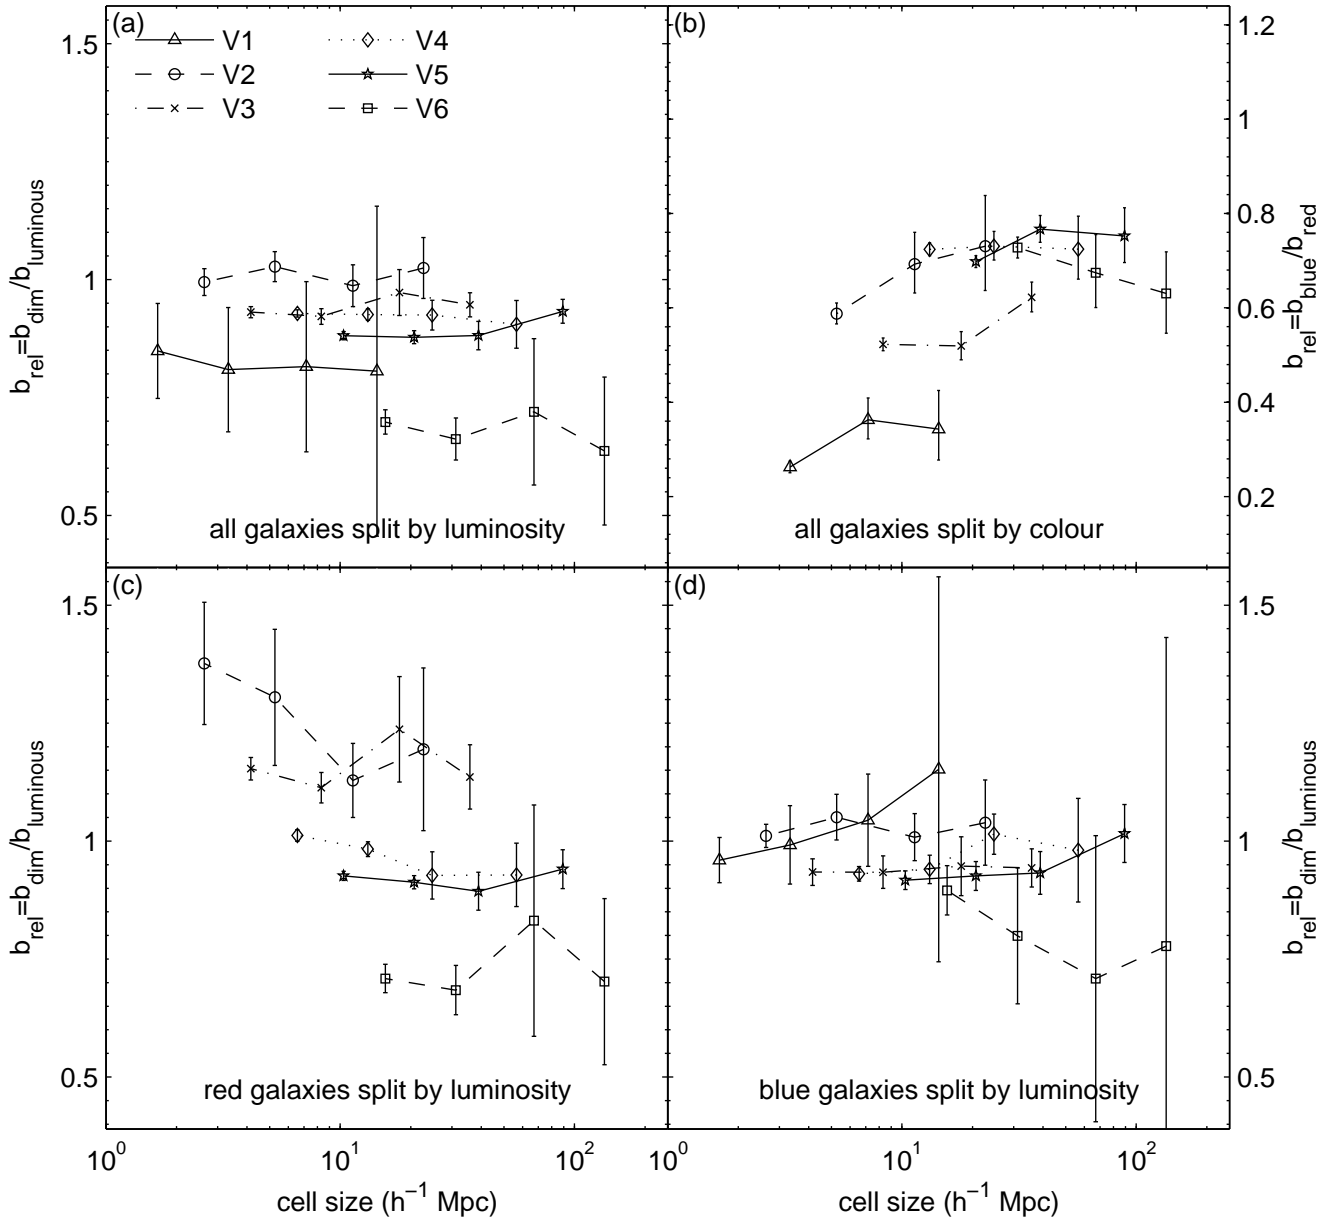 (a)
V1
V2
V3
V4
V5
V6
1.5
1
0.5
b_rel=b_dim/b_luminous
all galaxies split by luminosity
(b)
1.2
1
0.8
0.6
0.4
0.2
b_rel=b_blue/b_red
all galaxies split by colour
(c)
1.5
1
0.5
b_rel=b_dim/b_luminous
red galaxies split by luminosity
10^0
10^1
10^2
cell size (h^−1 Mpc)
(d)
1.5
1
0.5
b_rel=b_dim/b_luminous
blue galaxies split by luminosity
10^0
10^1
10^2
cell size (h^−1 Mpc)